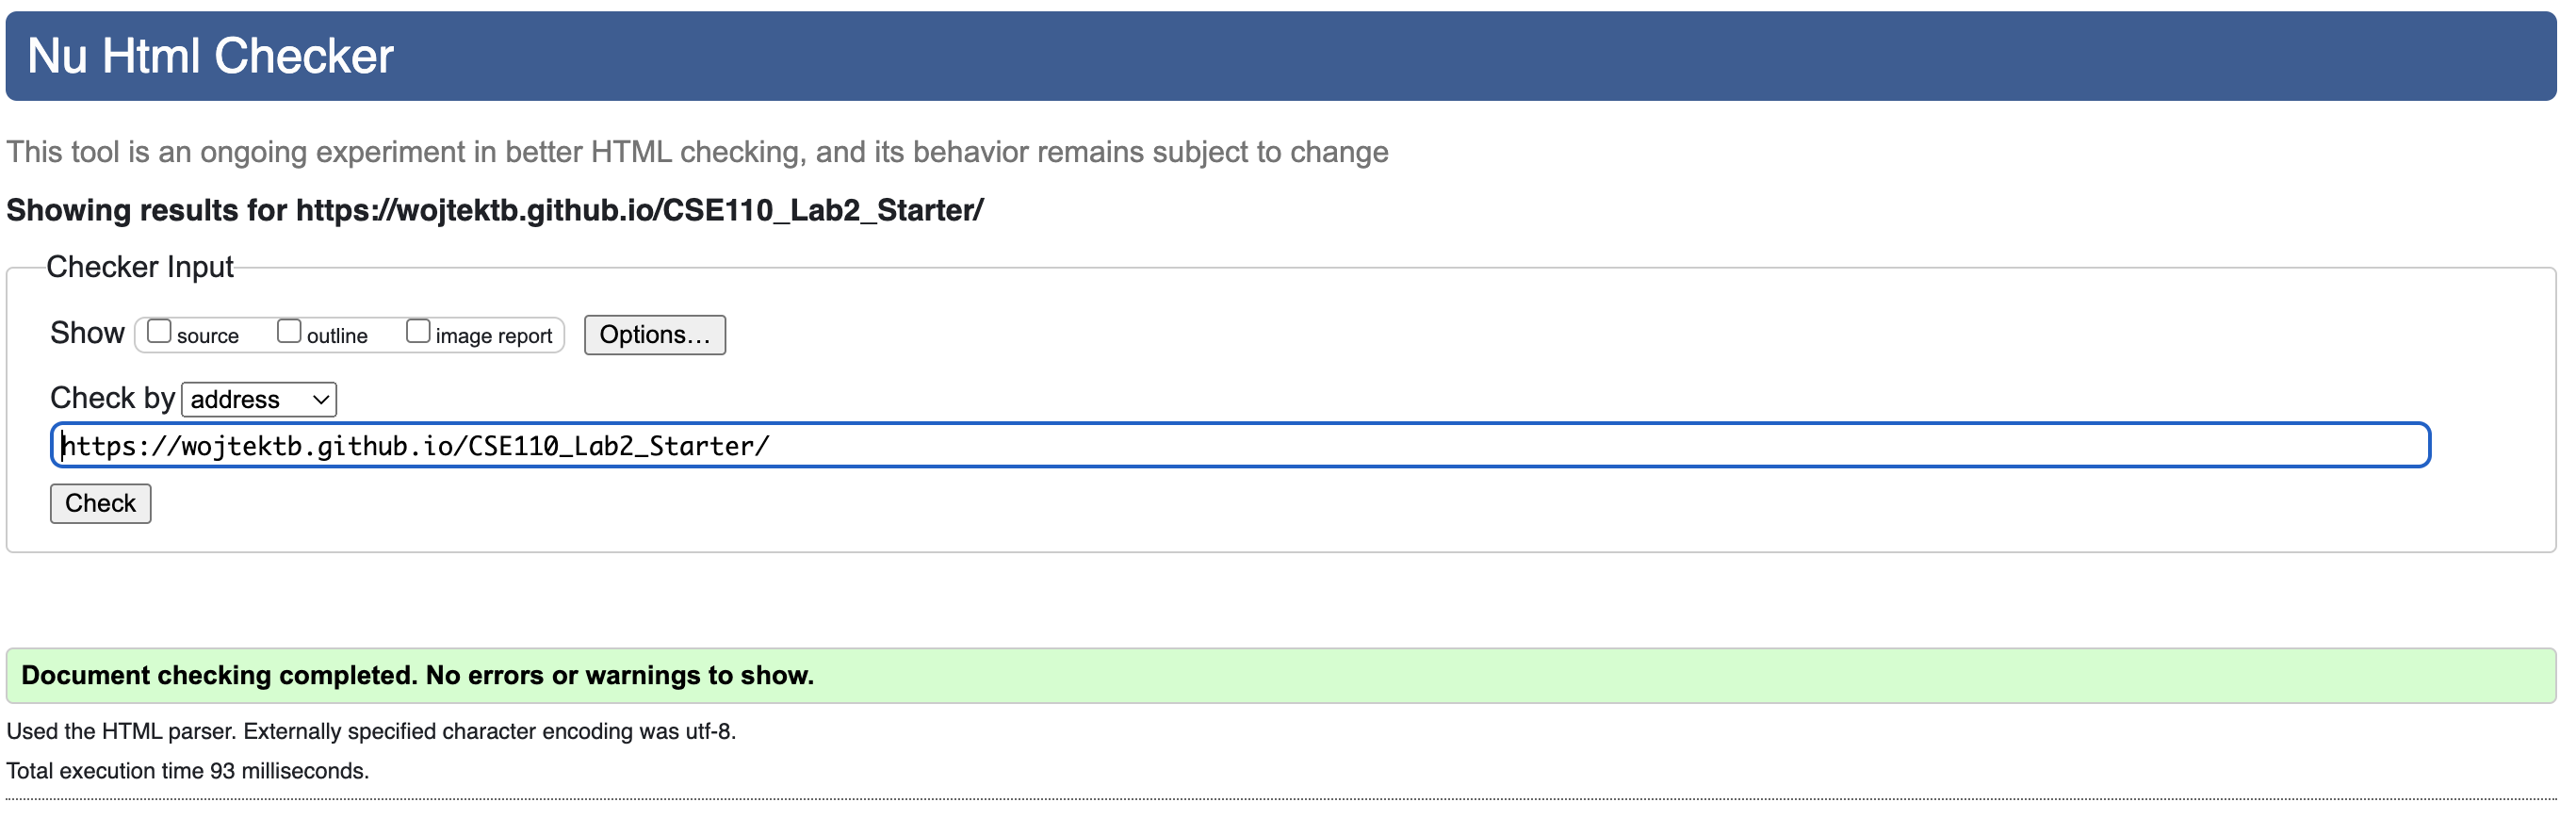 Nu Html Checker
This tool is an ongoing experiment in better HTML checking, and its behavior remains subject to change
Showing results for https://wojtektb.github.io/CSE110_Lab2_Starter/
Checker Input
Show source outline image report Options...
Check by address
https://wojtektb.github.io/CSE110_Lab2_Starter/
Check
Document checking completed. No errors or warnings to show.
Used the HTML parser. Externally specified character encoding was utf-8.
Total execution time 93 milliseconds.